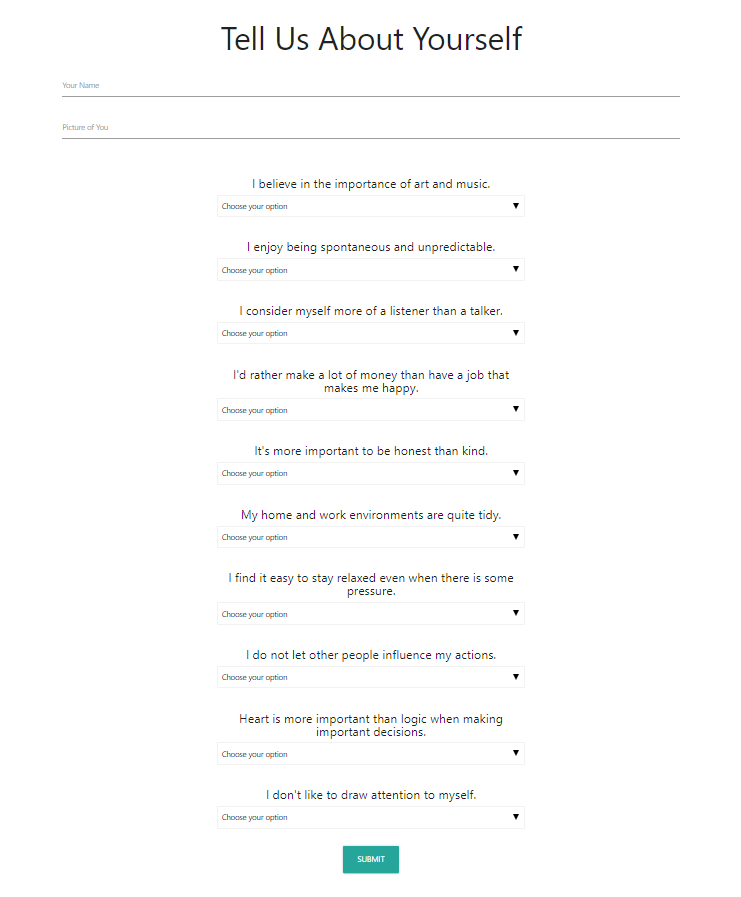 Tell Us About Yourself
Your Name
Picture of You
I believe in the importance of art and music.
Choose your option
I enjoy being spontaneous and unpredictable.
Choose your option
I consider myself more of a listener than a talker.
Choose your option
I'd rather make a lot of money than have a job that
makes me happy.
Choose your option
It's more important to be honest than kind.
Choose your option
My home and work environments are quite tidy.
Choose your option
I find it easy to stay relaxed even when there is some
pressure.
Choose your option
I do not let other people influence my actions.
Choose your option
Heart is more important than logic when making
important decisions.
Choose your option
I don't like to draw attention to myself.
Choose your option
SUBMIT